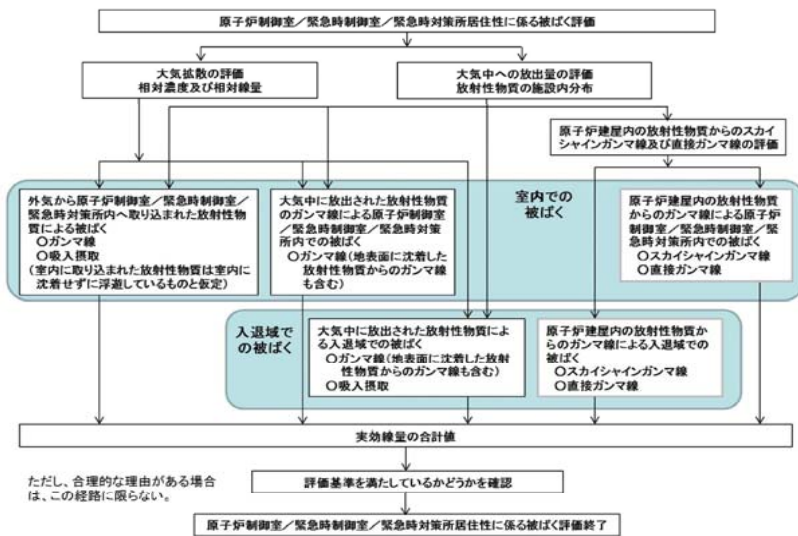 原子炉制御室／緊急時制御室／緊急時対策所居住性に係る被ばく評価
大気拡散の評価
相対濃度及び相対線量
大気中への放出量の評価
放射性物質の施設内分布
原子炉建屋内の放射性物質からのスカイ
シャインガンマ線及び直接ガンマ線の評価
室内での
被ばく
外気から原子炉制御室／緊急時制御室／
緊急時対策所内へ取り込まれた放射性物
質による被ばく
○ガンマ線
○吸入摂取
(室内に取り込まれた放射性物質は室内に
沈着せずに浮遊しているものと仮定)
大気中に放出された放射性物質
のガンマ線による原子炉制御室
／緊急時制御室／緊急時対策
所内での被ばく
○ガンマ線(地表面に沈着した
放射性物質からのガンマ線
も含む)
原子炉建屋内の放射性物質
からのガンマ線による原子炉
制御室／緊急時制御室／緊
急時対策所内での被ばく
○スカイシャインガンマ線
○直接ガンマ線
入退域で
の被ばく
大気中に放出された放射性物質によ
る入退域での被ばく
○ガンマ線(地表面に沈着した放射
性物質からのガンマ線も含む)
○吸入摂取
原子炉建屋内の放射性物質か
らのガンマ線による入退域での
被ばく
○スカイシャインガンマ線
○直接ガンマ線
実効線量の合計値
ただし、合理的な理由がある場合
は、この経路に限らない。
評価基準を満たしているかどうかを確認
原子炉制御室／緊急時制御室／緊急時対策所居住性に係る被ばく評価終了